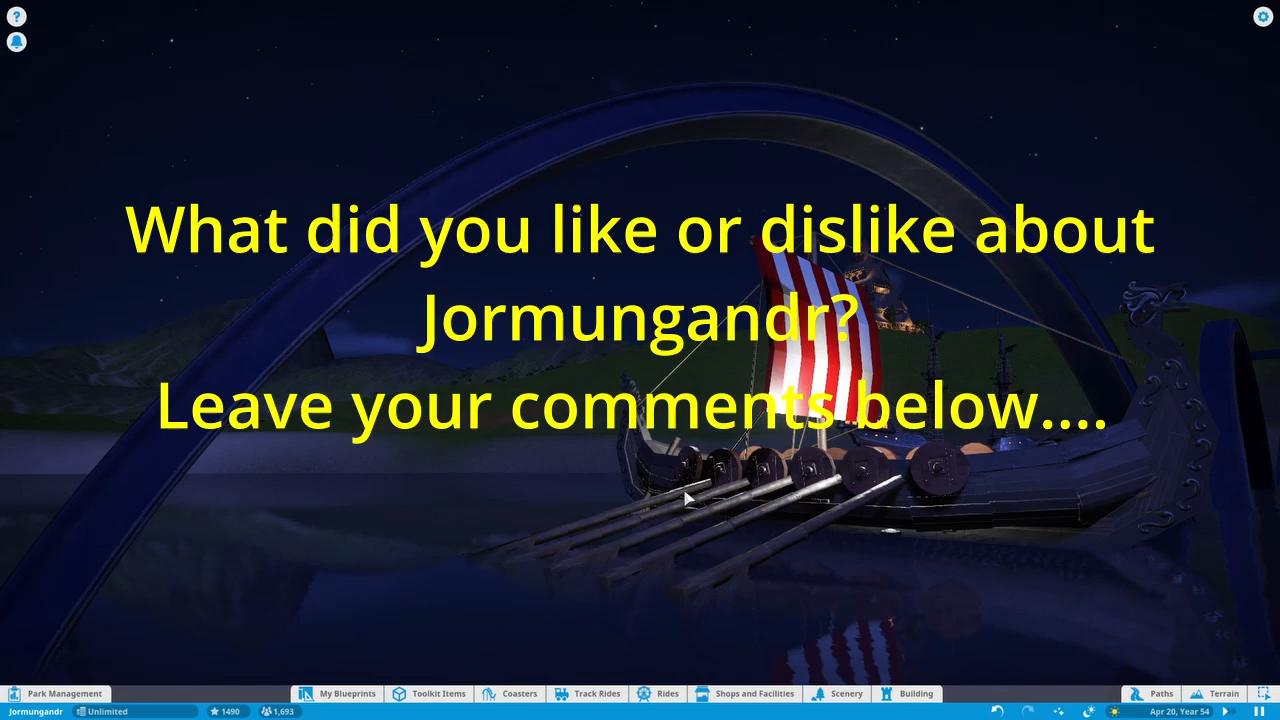 ?
What did you like or dislike about
Jormungandr?
Leave your comments below....
Park Management
My Blueprints
Toolkit Items
Coasters
Track Rides
Rides
Shops and Facilities
Scenery
Building
Paths
Terrain
Jormungandr
Unlimited
1490
1,693
Apr 20, Year 54